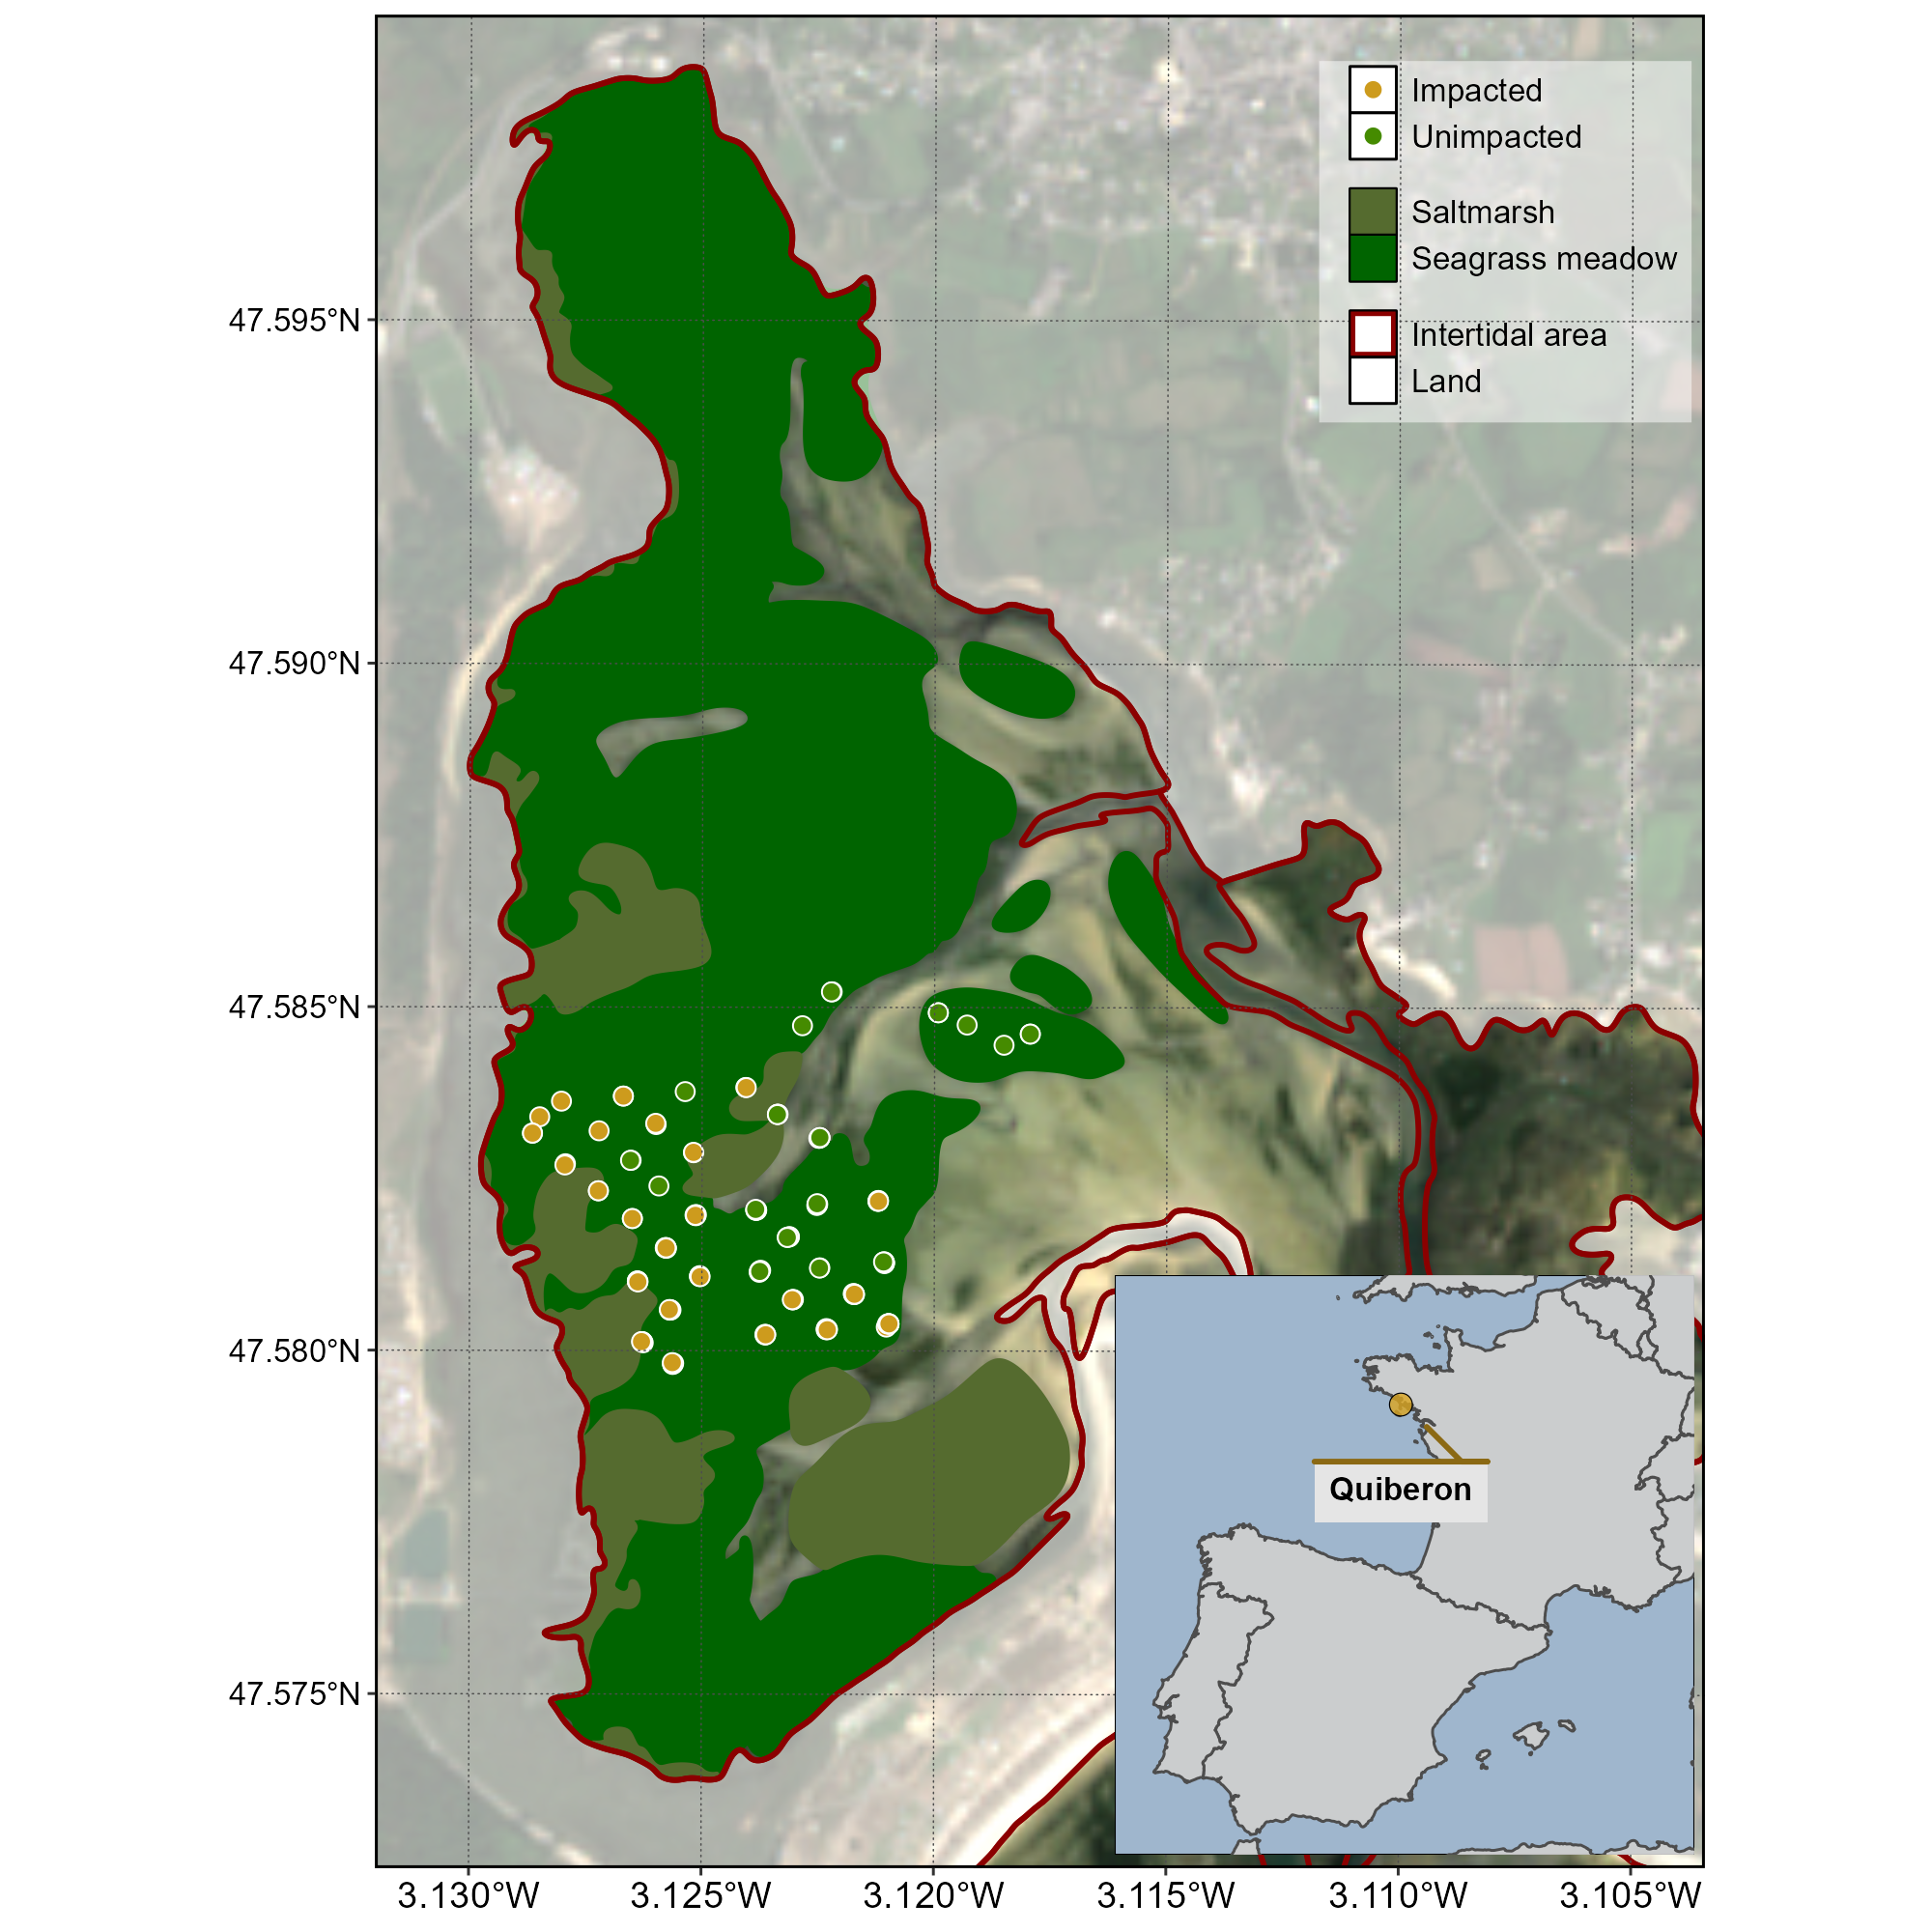 Impacted
Unimpacted
Saltmarsh
Seagrass meadow
Intertidal area
Land
47.595°N
47.590°N
47.585°N
47.580°N
47.575°N
Quiberon
3.130°W 3.125°W 3.120°W 3.115°W 3.110°W 3.105°W